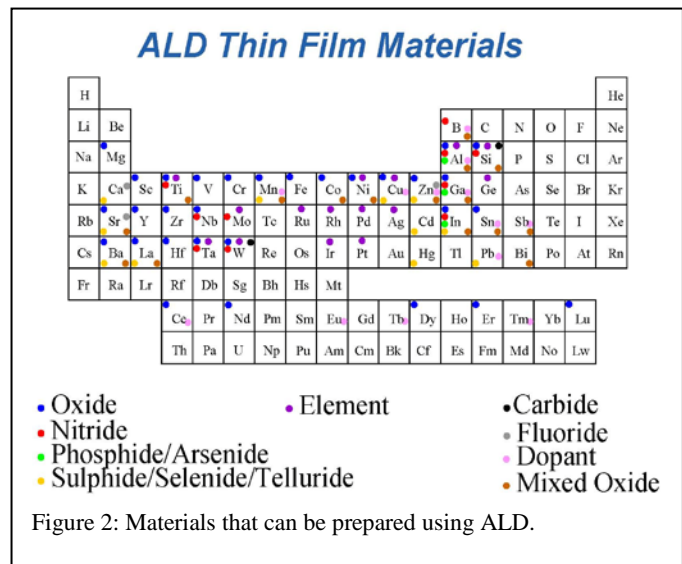 ALD Thin Film Materials
H He
Li Be B C N O F Ne
Na Mg Al Si P S Cl Ar
K Ca Sc Ti V Cr Mn Fe Co Ni Cu Zn Ga Ge As Se Br Kr
Rb Sr Y Zr Nb Mo Tc Ru Rh Pd Ag Cd In Sn Sb Te I Xe
Cs Ba La Hf Ta W Re Os Ir Pt Au Hg Tl Pb Bi Po At Rn
Fr Ra Lr Rf Db Sg Bh Hs Mt
Ce Pr Nd Pm Sm Eu Gd Tb Dy Ho Er Tm Yb Lu
Th Pa U Np Pu Am Cm Bk Cf Es Fm Md No Lw
Oxide Element Carbide
Nitride Fluoride
Phosphide/Arsenide Dopant
Sulphide/Selenide/Telluride Mixed Oxide
Figure 2: Materials that can be prepared using ALD.